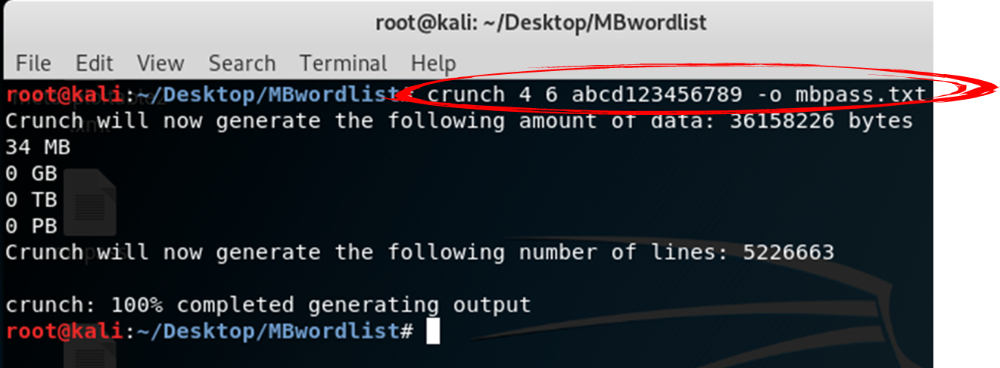 root@kali: ~/Desktop/MBwordlist
File Edit View Search Terminal Help
root@kali:~/Desktop/MBwordlist# crunch 4 6 abcd123456789 -o mbpass.txt
Crunch will now generate the following amount of data: 36158226 bytes
34 MB
0 GB
0 TB
0 PB
Crunch will now generate the following number of lines: 5226663
crunch: 100% completed generating output
root@kali:~/Desktop/MBwordlist#